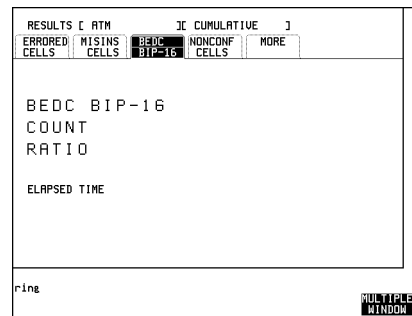 RESULTS [ ATM ][ CUMULATIVE ]
ERRORED CELLS MISINS CELLS BEDC BIP-16 NONCONF CELLS MORE
BEDC BIP-16
COUNT
RATIO
ELAPSED TIME
ring
MULTIPLE
WINDOW